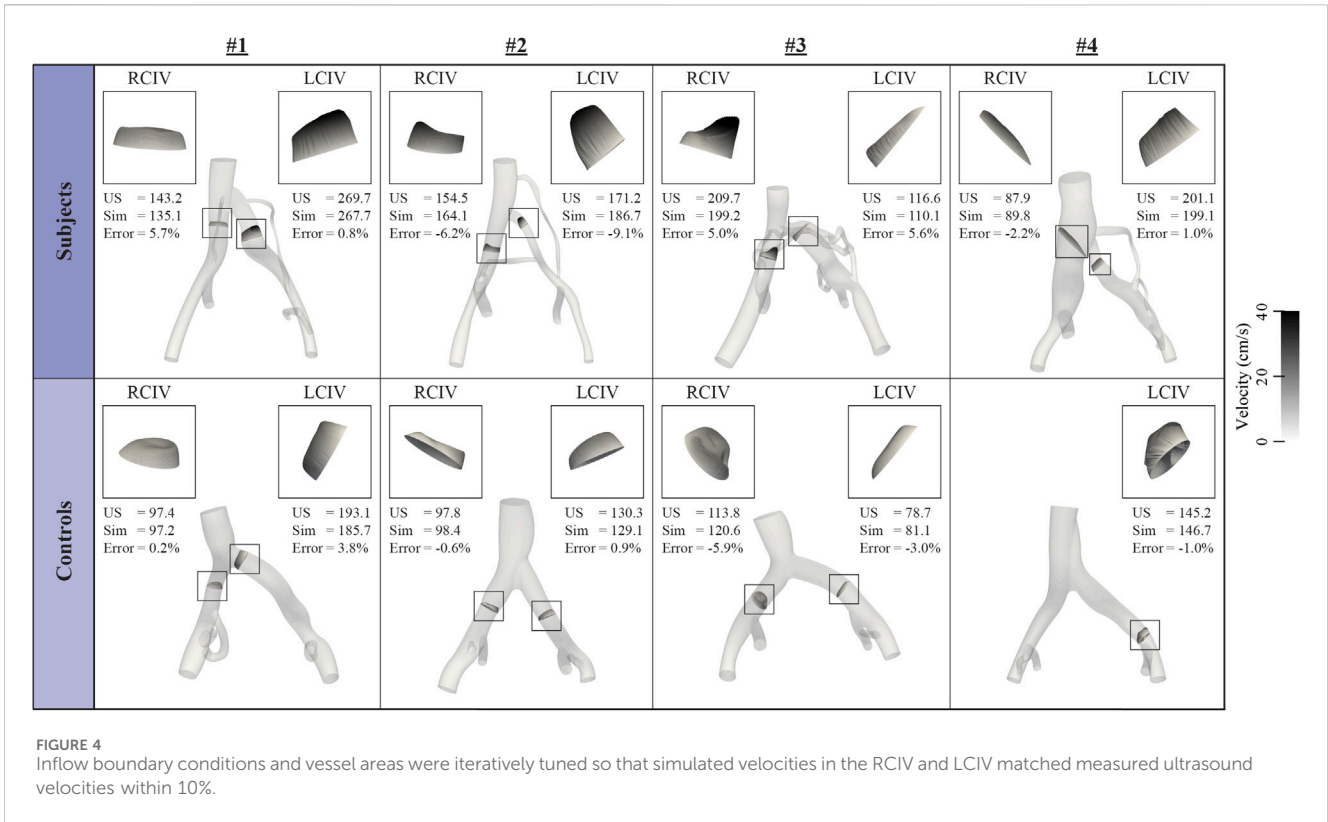 #1
#2
#3
#4
Subjects
RCIV
LCIV
US = 143.2
Sim = 135.1
Error = 5.7%
US = 269.7
Sim = 267.7
Error = 0.8%
RCIV
LCIV
US = 154.5
Sim = 164.1
Error = -6.2%
US = 171.2
Sim = 186.7
Error = -9.1%
RCIV
LCIV
US = 209.7
Sim = 199.2
Error = 5.0%
US = 116.6
Sim = 110.1
Error = 5.6%
RCIV
LCIV
US = 87.9
Sim = 89.8
Error = -2.2%
US = 201.1
Sim = 199.1
Error = 1.0%
Controls
RCIV
LCIV
US = 97.4
Sim = 97.2
Error = 0.2%
US = 193.1
Sim = 185.7
Error = 3.8%
RCIV
LCIV
US = 97.8
Sim = 98.4
Error = -0.6%
US = 130.3
Sim = 129.1
Error = 0.9%
RCIV
LCIV
US = 113.8
Sim = 120.6
Error = -5.9%
US = 78.7
Sim = 81.1
Error = -3.0%
LCIV
US = 145.2
Sim = 146.7
Error = -1.0%
Velocity (cm/s)
0 20 40
FIGURE 4
Inflow boundary conditions and vessel areas were iteratively tuned so that simulated velocities in the RCIV and LCIV matched measured ultrasound
velocities within 10%.